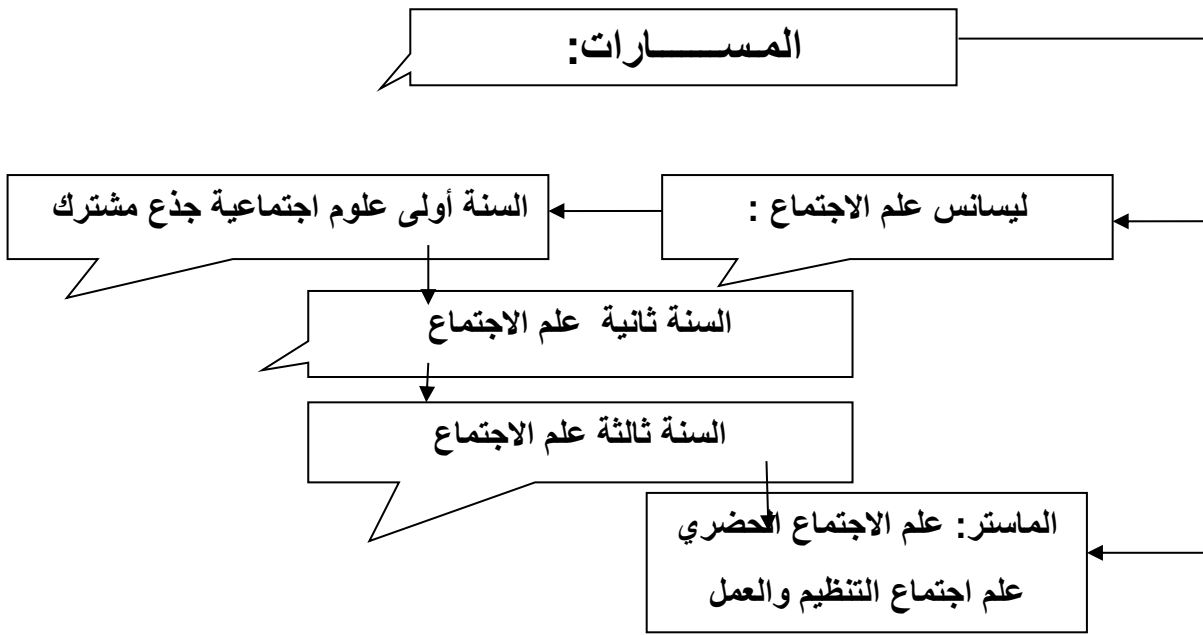 المســـــــارات:
ليسانس علم الاجتماع :
السنة أولى علوم اجتماعية جذع مشترك
السنة ثانية علم الاجتماع
السنة ثالثة علم الاجتماع
الماستر: علم الاجتماع الحضري
علم اجتماع التنظيم والعمل